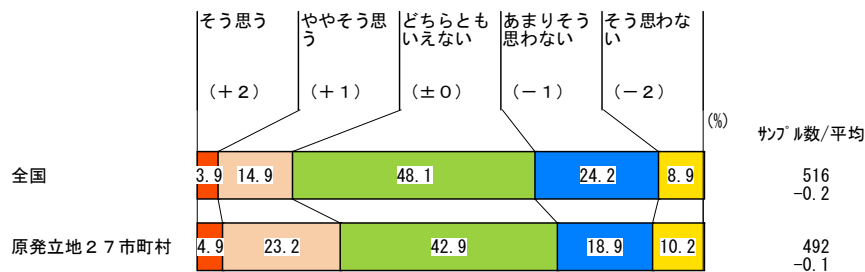 そう思う
ややそう思う
どちらともいえない
あまりそう思わない
そう思わない
（＋２）
（＋１）
（±０）
（－１）
（－２）
(%)
ｻﾝﾌﾟﾙ数/平均
全国
3.9
14.9
48.1
24.2
8.9
516
-0.2
原発立地２７市町村
4.9
23.2
42.9
18.9
10.2
492
-0.1